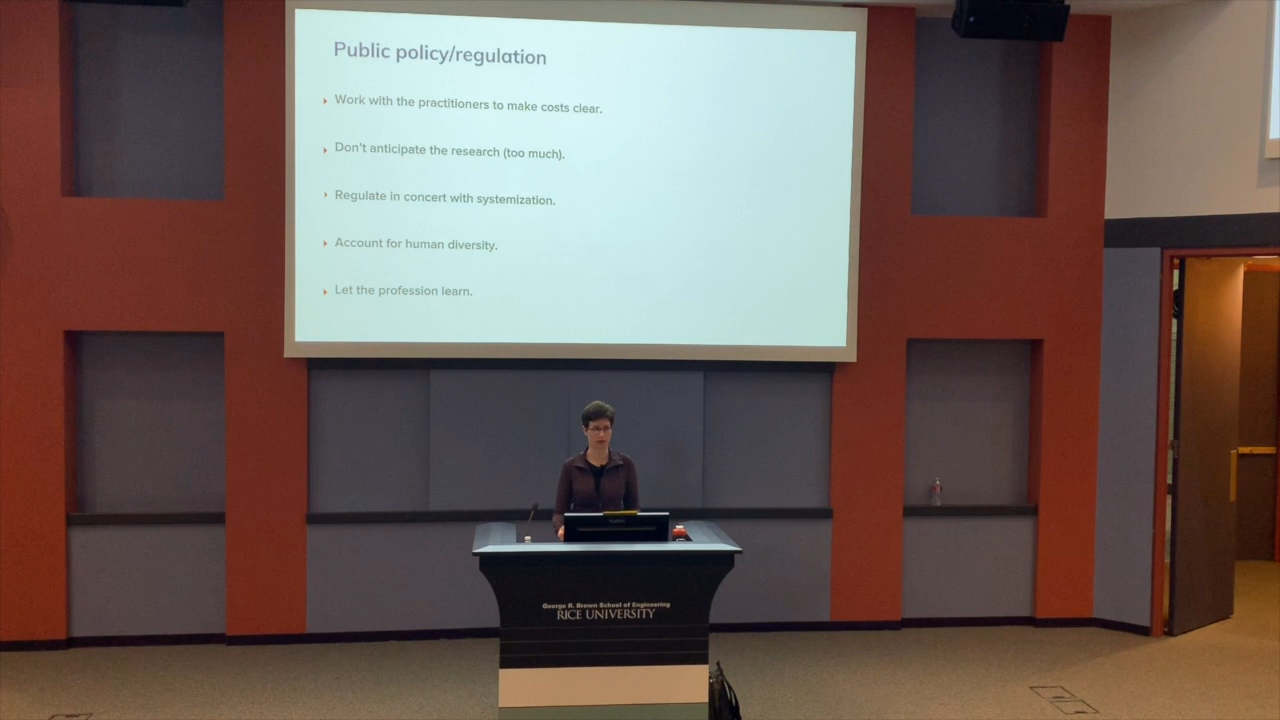 Public policy/regulation
Work with the practitioners to make costs clear.
Don't anticipate the research (too much).
Regulate in concert with systemization.
Account for human diversity.
Let the profession learn.
George R. Brown School of Engineering
RICE UNIVERSITY